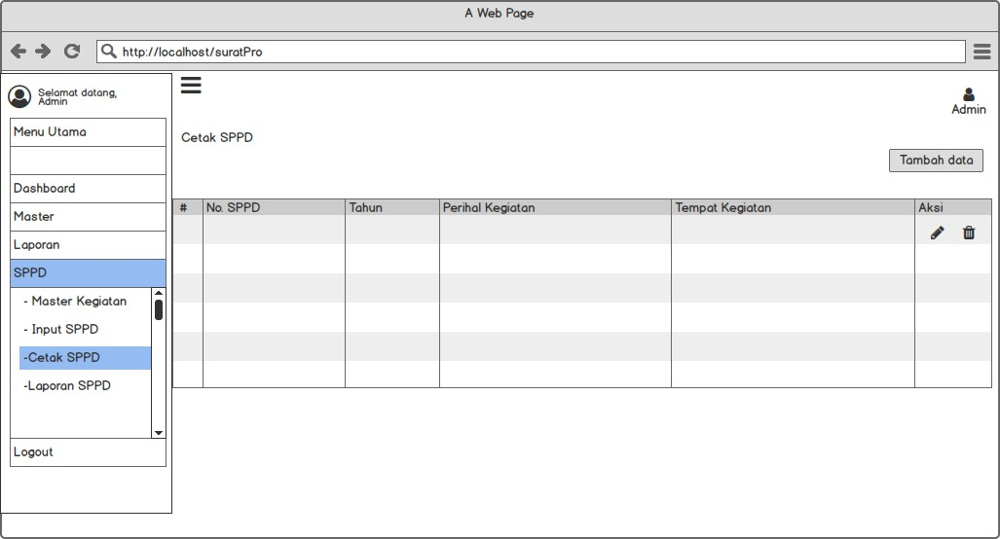 A Web Page
http://localhost/suratPro
Selamat datang,
Admin
Admin
Menu Utama
Cetak SPPD
Tambah data
Dashboard
Master
Laporan
SPPD
- Master Kegiatan
- Input SPPD
-Cetak SPPD
-Laporan SPPD
Logout
# No. SPPD Tahun Perihal Kegiatan Tempat Kegiatan Aksi